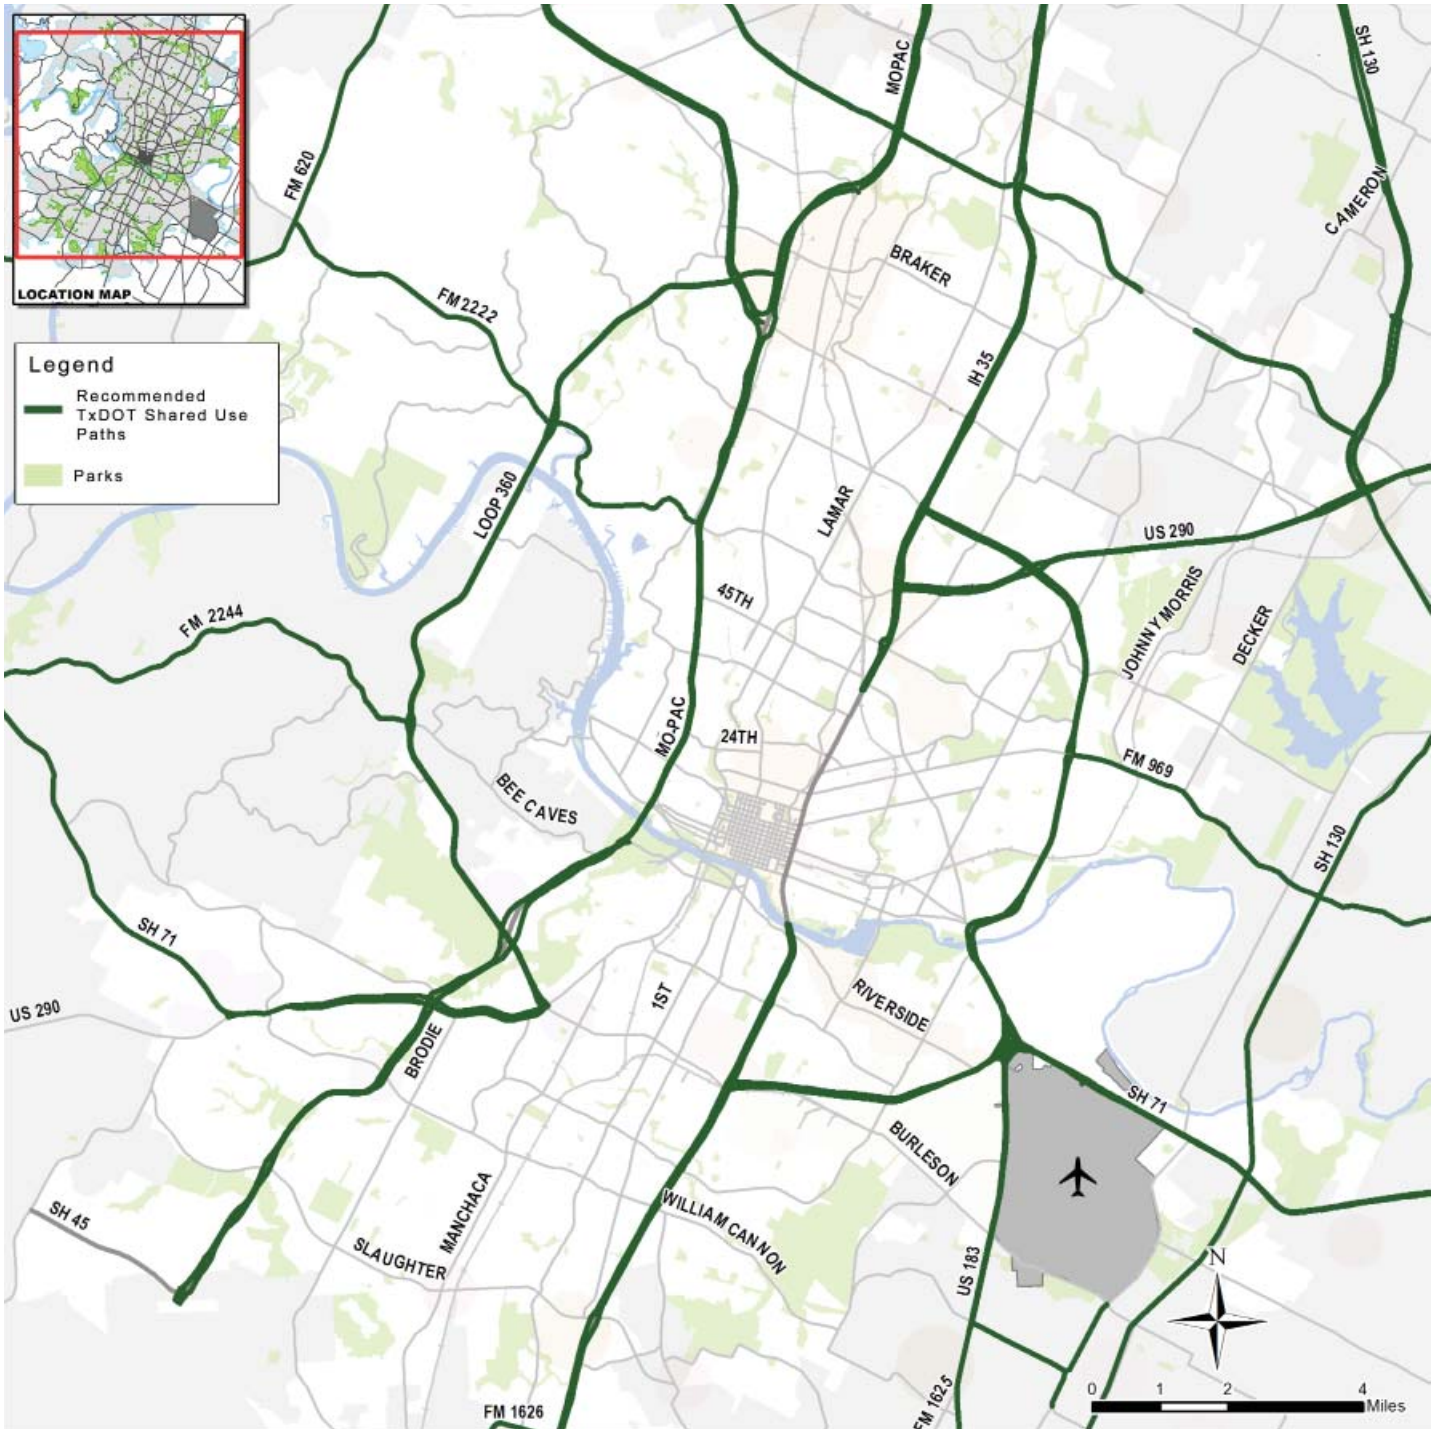 LOCATION MAP
Legend
Recommended
TxDOT Shared Use
Paths
Parks
MOPAC
SH 130
FM 620
CAMERON
BRAKER
FM 2222
IH 35
LOOP 360
LAMAR
US 290
45TH
JOHNNY MORRIS
DECKER
FM 2244
MO-PAC
24TH
FM 969
BEE CAVES
SH 130
SH 71
1ST
RIVERSIDE
US 290
BRODIE
SH 71
BURLESON
MANCHACA
WILLIAM CANNON
SH 45
SLAUGHTER
US 183
N
FM 1625
FM 1626
0 1 2 4
Miles